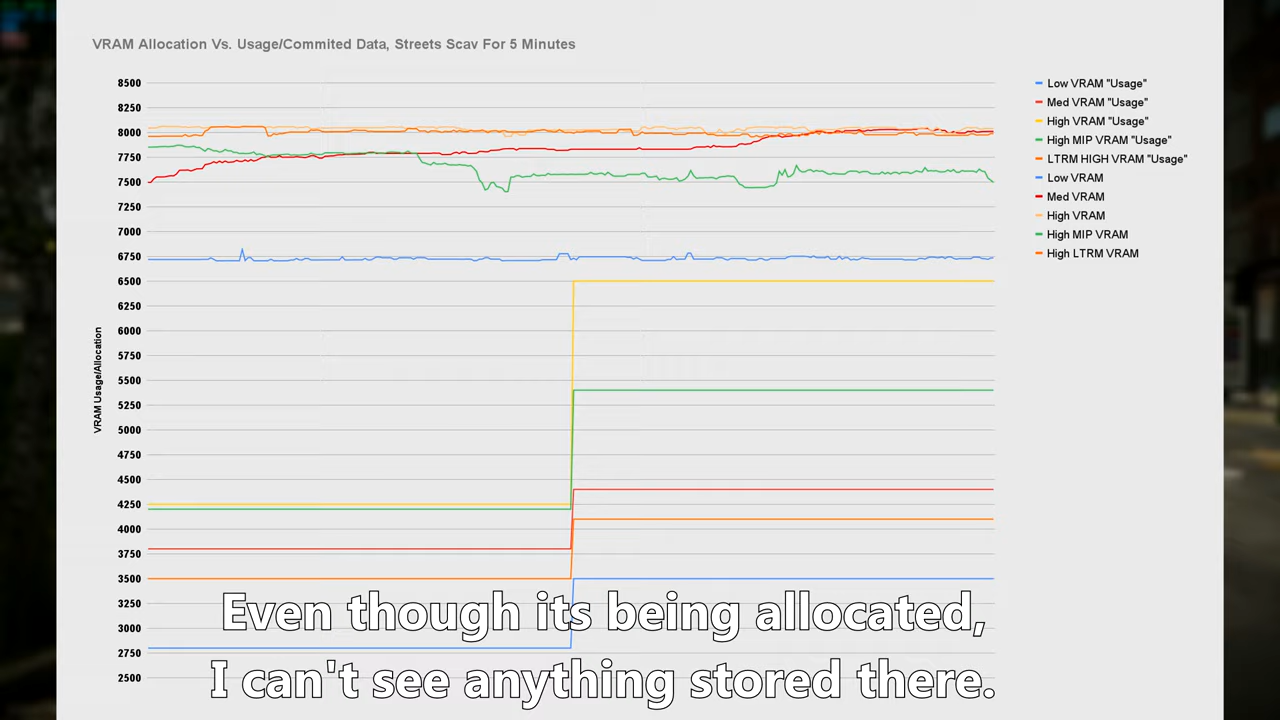 VRAM Allocation Vs. Usage/Commited Data, Streets Scav For 5 Minutes
8500
8250
8000
7750
7500
7250
7000
6750
6500
6250
6000
5750
5500
5250
5000
4750
4500
4250
4000
3750
3500
3250
3000
2750
2500
VRAM Usage/Allocation
Low VRAM "Usage"
Med VRAM "Usage"
High VRAM "Usage"
High MIP VRAM "Usage"
LTRM HIGH VRAM "Usage"
Low VRAM
Med VRAM
High VRAM
High MIP VRAM
High LTRM VRAM
Even though its being allocated,
I can't see anything stored there.